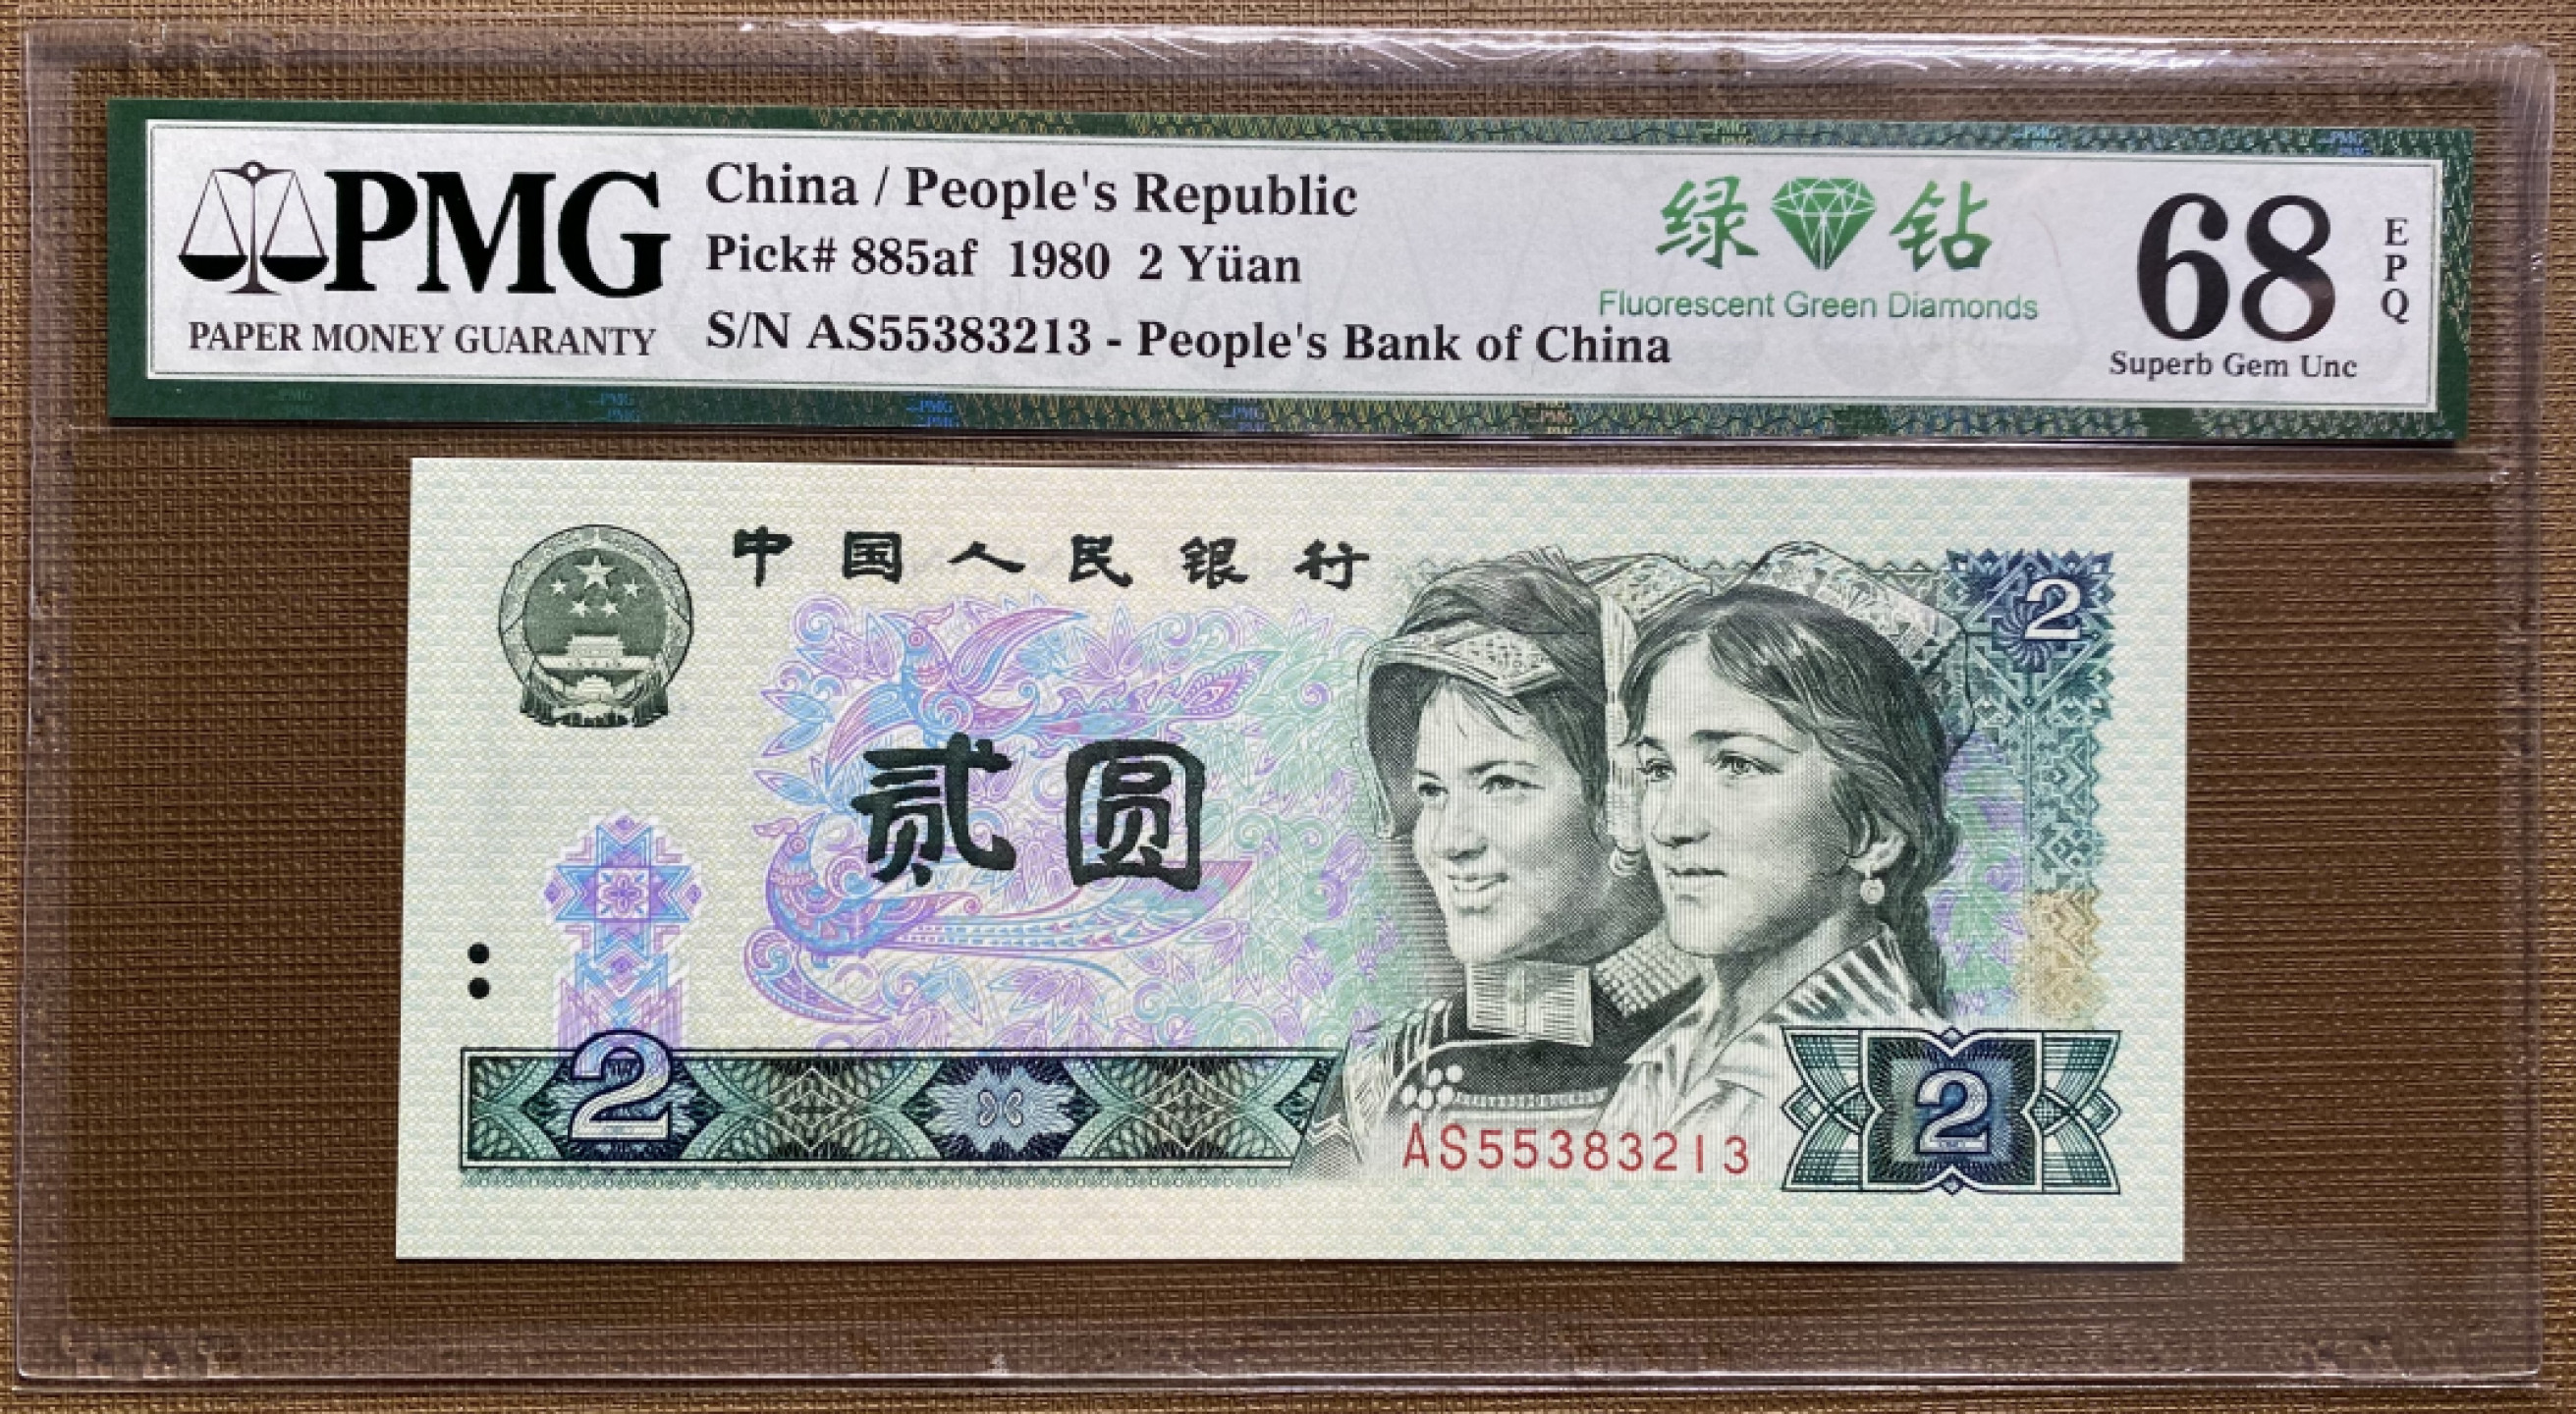 PMG
PAPER MONEY GUARANTY
China / People's Republic
Pick# 885af 1980 2 Yüan
S/N AS55383213 - People's Bank of China
绿 钻
Fluorescent Green Diamonds
68
EPQ
Superb Gem Unc
中国人民银行
2
贰圆
2
AS55383213
2